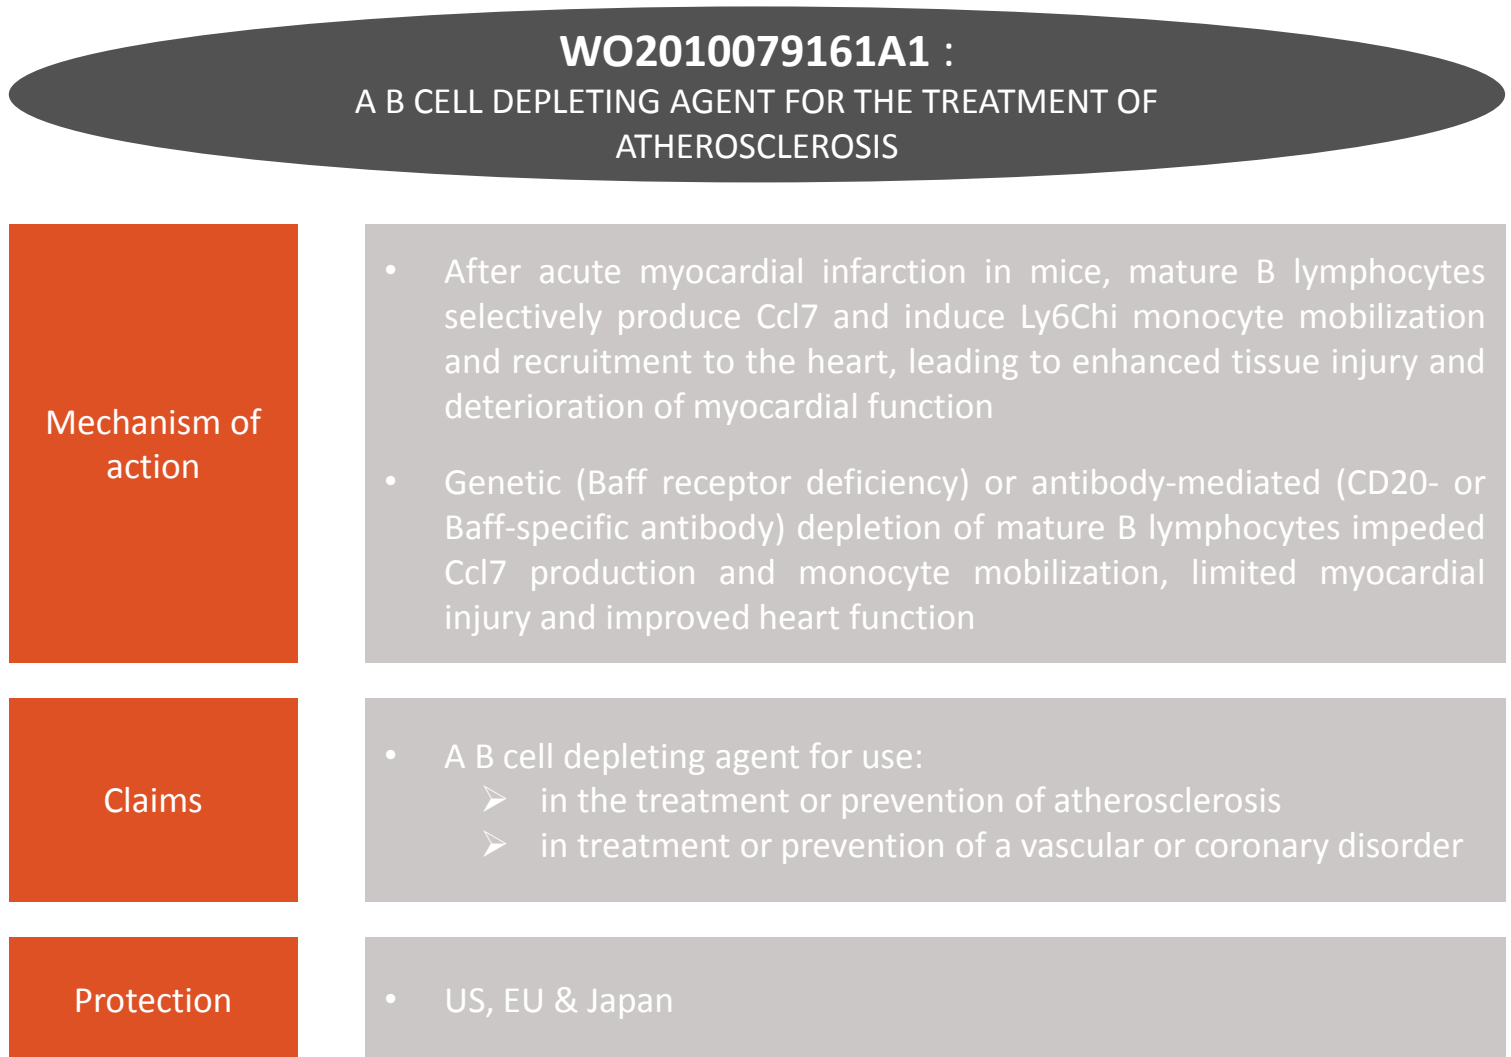 WO2010079161A1 :
A B CELL DEPLETING AGENT FOR THE TREATMENT OF
ATHEROSCLEROSIS
Mechanism of
action
• After acute myocardial infarction in mice, mature B lymphocytes
selectively produce Ccl7 and induce Ly6Chi monocyte mobilization
and recruitment to the heart, leading to enhanced tissue injury and
deterioration of myocardial function
• Genetic (Baff receptor deficiency) or antibody-mediated (CD20- or
Baff-specific antibody) depletion of mature B lymphocytes impeded
Ccl7 production and monocyte mobilization, limited myocardial
injury and improved heart function
Claims
• A B cell depleting agent for use:
➢ in the treatment or prevention of atherosclerosis
➢ in treatment or prevention of a vascular or coronary disorder
Protection
• US, EU & Japan